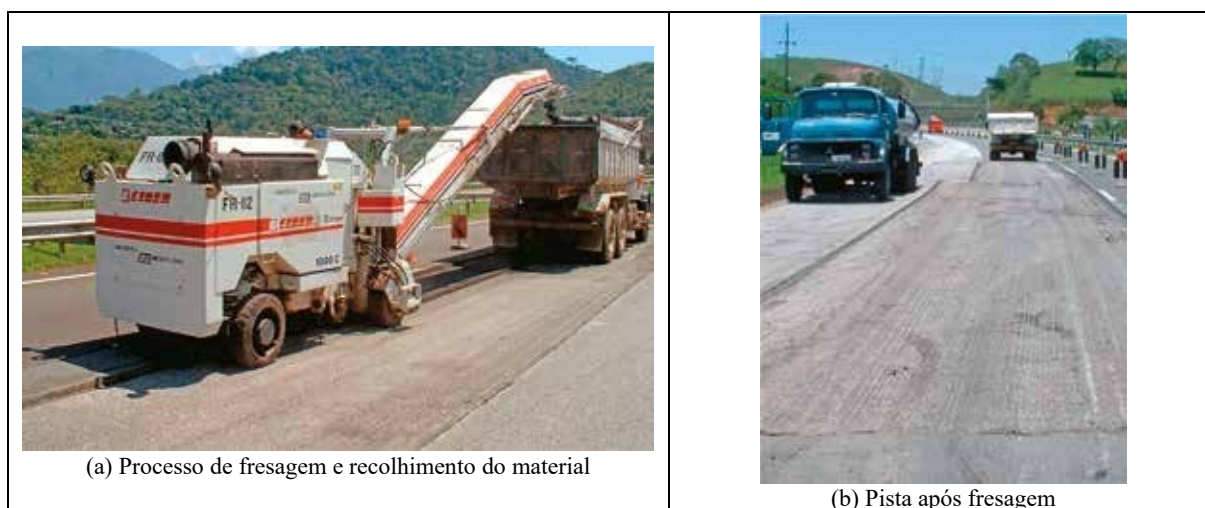 FR-02
1000 C
(a) Processo de fresagem e recolhimento do material
(b) Pista após fresagem